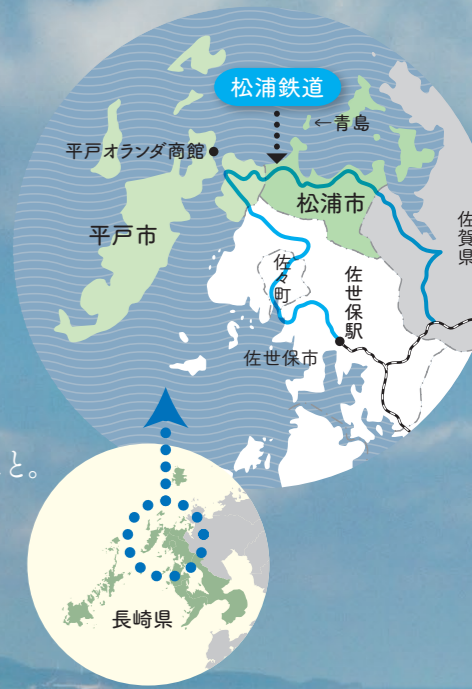 松浦鉄道
←青島
平戸オランダ商館
松浦市
平戸市
佐賀県
佐々町
佐世保駅
佐世保市
と。
長崎県